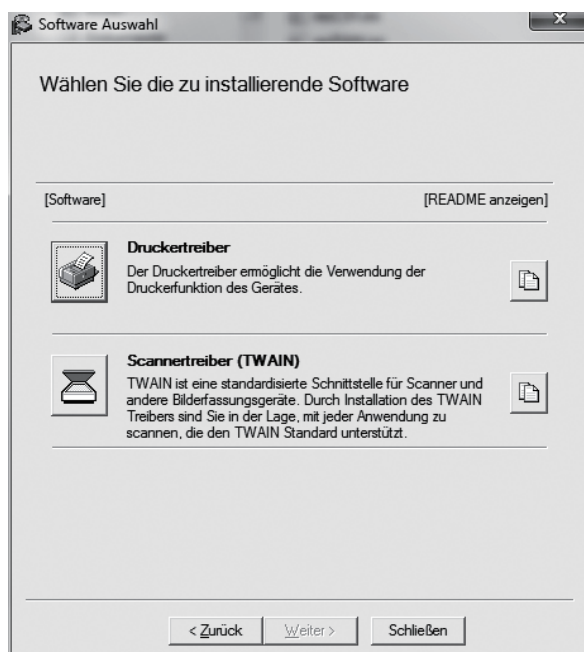 Software Auswahl
Wählen Sie die zu installierende Software
[Software] [README anzeigen]
Druckertreiber
Der Druckertreiber ermöglicht die Verwendung der
Druckerfunktion des Gerätes.
Scannertreiber (TWAIN)
TWAIN ist eine standardisierte Schnittstelle für Scanner und
andere Bilderfassungsgeräte. Durch Installation des TWAIN
Treibers sind Sie in der Lage, mit jeder Anwendung zu
scannen, die den TWAIN Standard unterstützt.
< Zurück Weiter > Schließen